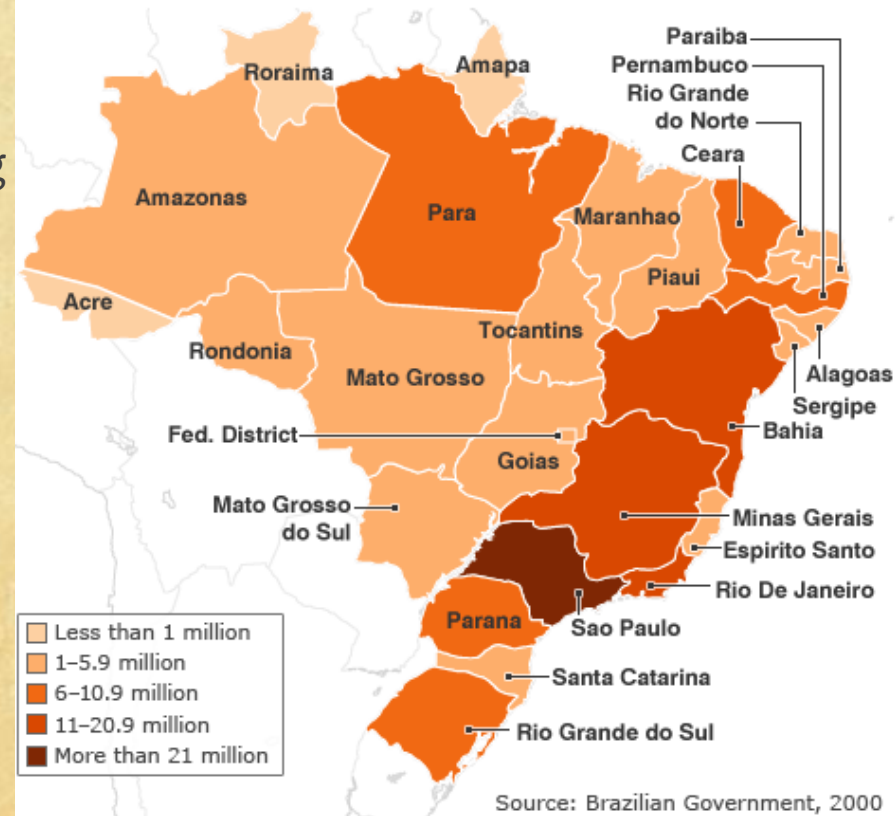 g
Roraima
Amapa
Paraiba
Pernambuco
Rio Grande
do Norte
Ceara
Amazonas
Para
Maranhao
Piaui
Acre
Rondonia
Tocantins
Mato Grosso
Alagoas
Sergipe
Bahia
Fed. District
Goias
Mato Grosso
do Sul
Minas Gerais
Espirito Santo
Rio De Janeiro
Parana
Sao Paulo
Santa Catarina
Rio Grande do Sul
Less than 1 million
1–5.9 million
6–10.9 million
11–20.9 million
More than 21 million
Source: Brazilian Government, 2000